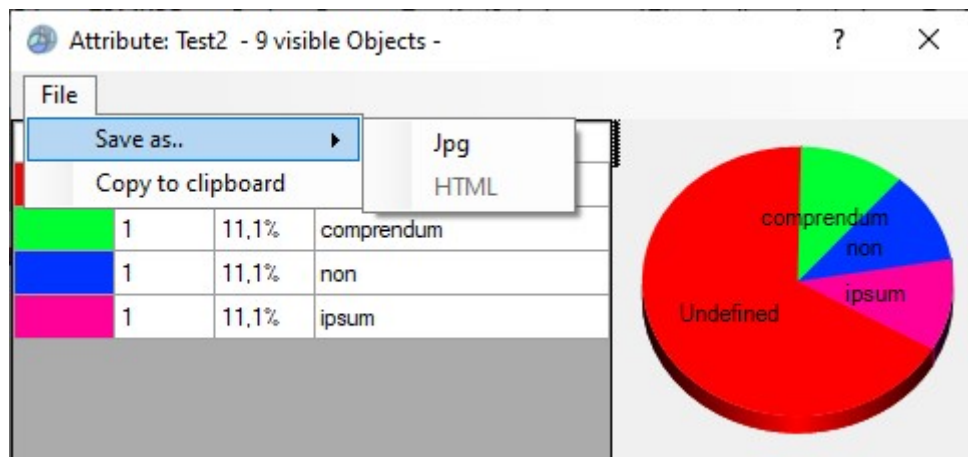 Attribute: Test2 - 9 visible Objects -
?
File
Save as..
Jpg
Copy to clipboard
HTML
1 11,1% comprendum
1 11,1% non
1 11,1% ipsum
comprendum
non
ipsum
Undefined